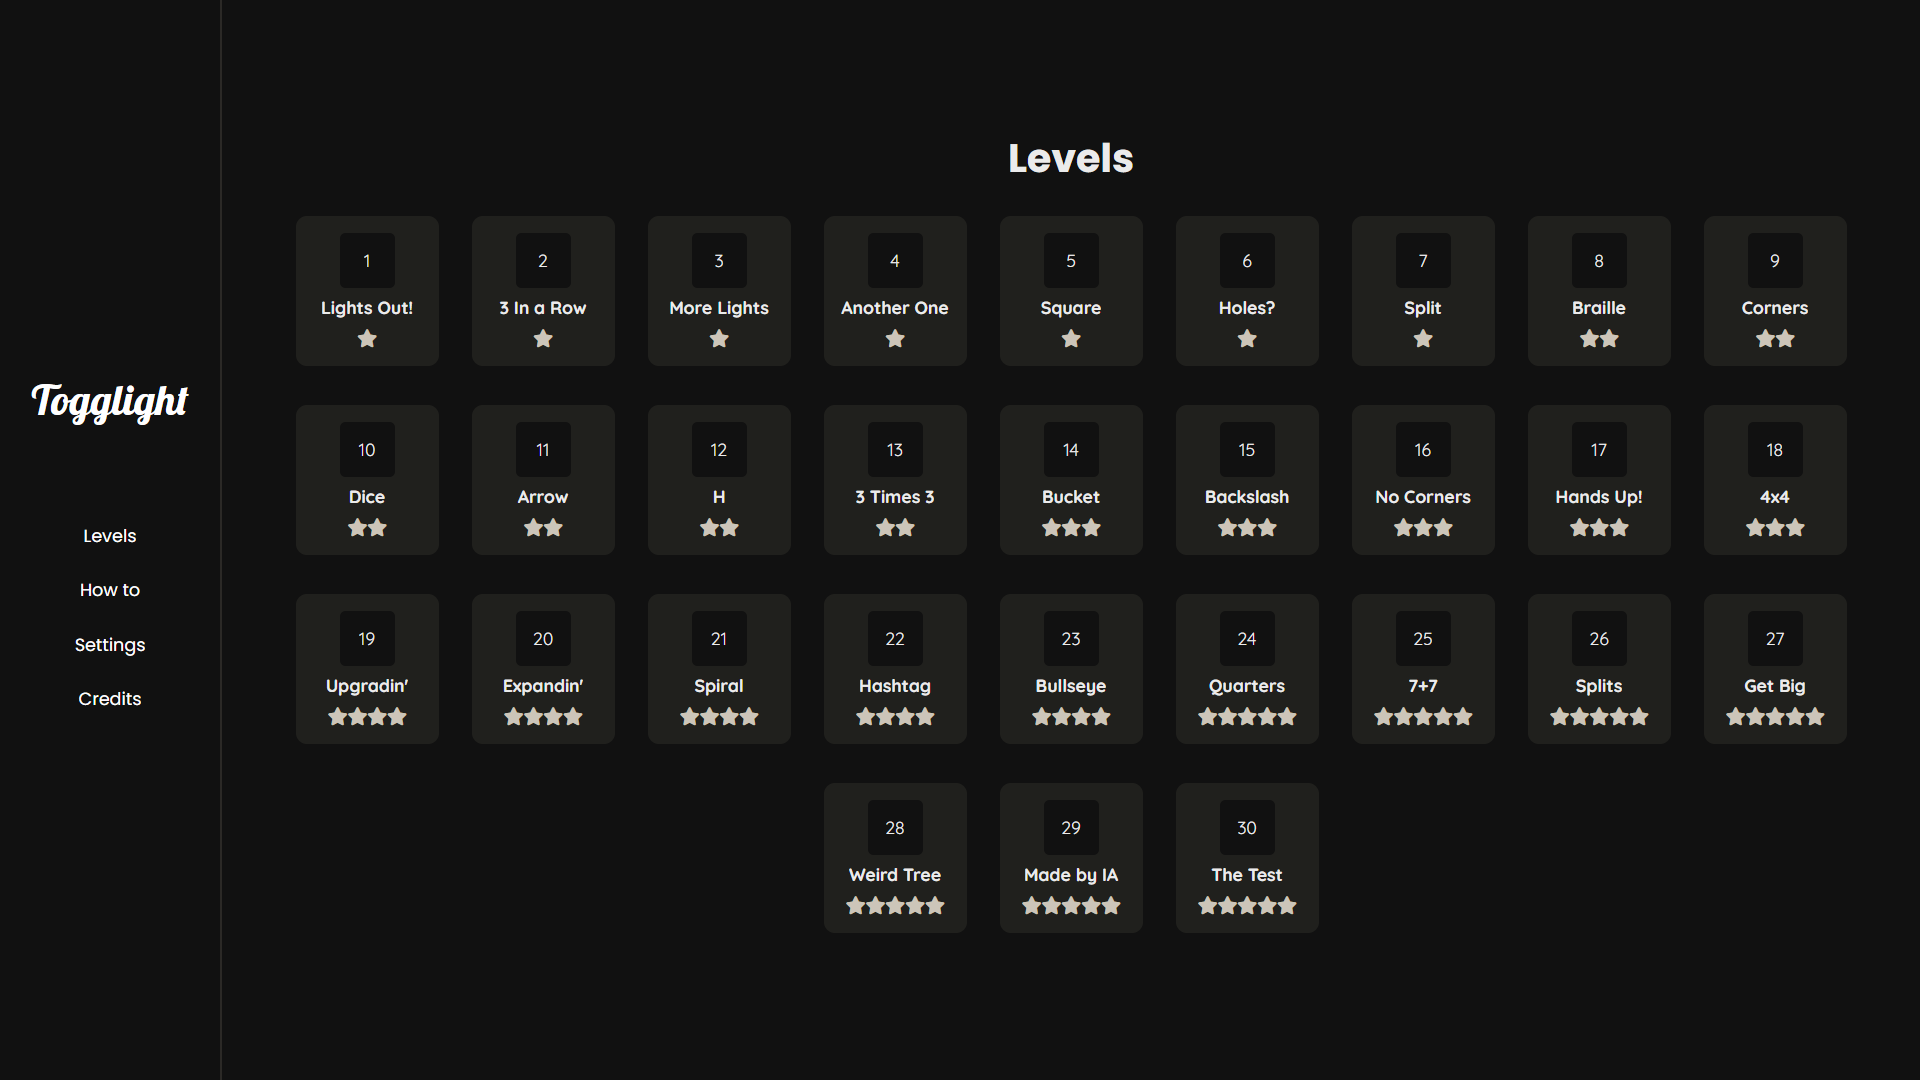 Togglight
Levels
How to
Settings
Credits
Levels
1
Lights Out!
2
3 In a Row
3
More Lights
4
Another One
5
Square
6
Holes?
7
Split
8
Braille
9
Corners
10
Dice
11
Arrow
12
H
13
3 Times 3
14
Bucket
15
Backslash
16
No Corners
17
Hands Up!
18
4x4
19
Upgradin'
20
Expandin'
21
Spiral
22
Hashtag
23
Bullseye
24
Quarters
25
7+7
26
Splits
27
Get Big
28
Weird Tree
29
Made by IA
30
The Test